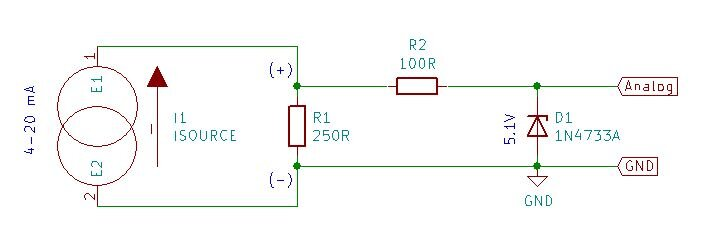 4-20 mA
1
E1
E2
2
I
I1
ISOURCE
(+)
R1
250R
(-)
R2
100R
5.1V
D1
1N4733A
Analog
GND
GND